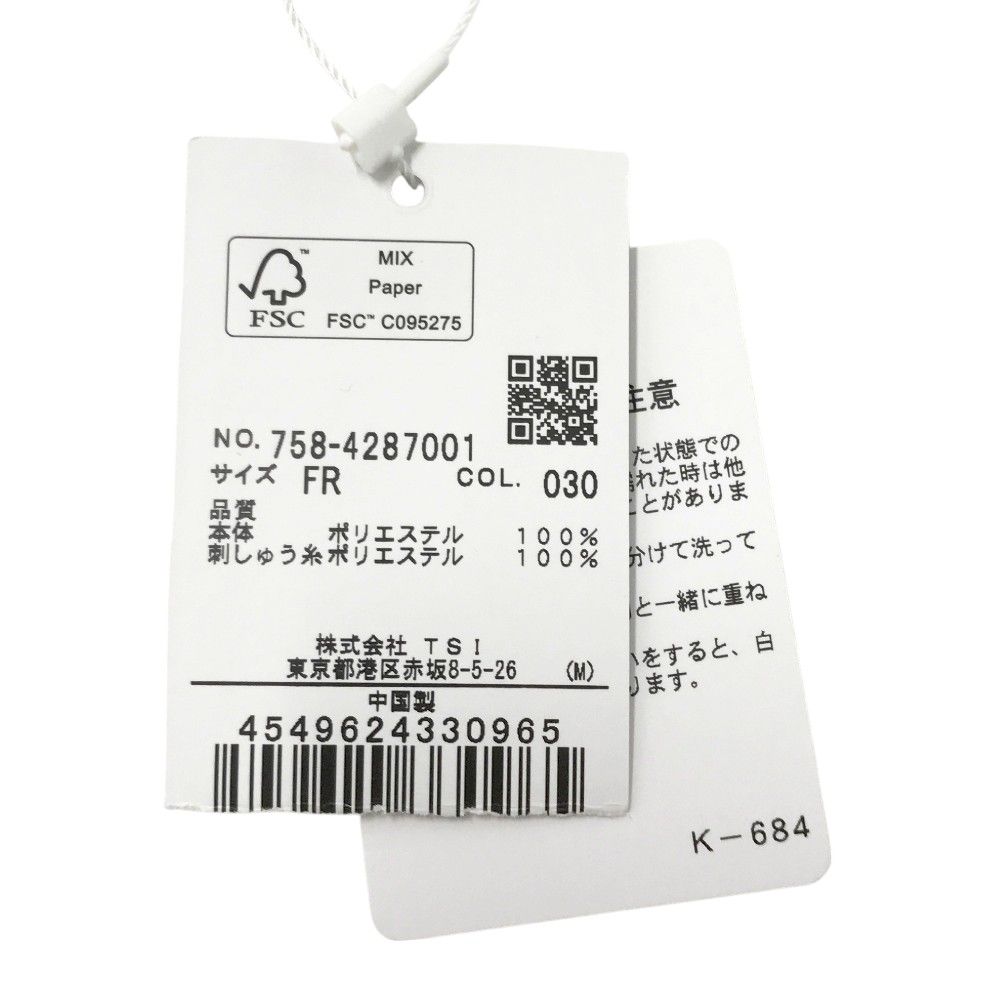 MIX
Paper
FSC™ C095275
FSC
NO. 758-4287001
サイズ FR COL. 030
品質
本体 ポリエステル 100%
刺しゅう糸ポリエステル 100%
株式会社 TSI
東京都港区赤坂8-5-26 (M)
中国製
4549624330965
注意
た状態での
れた時は他
ことがありま
分けて洗って
と一緒に重ね
いをすると、白
ります。
K-684